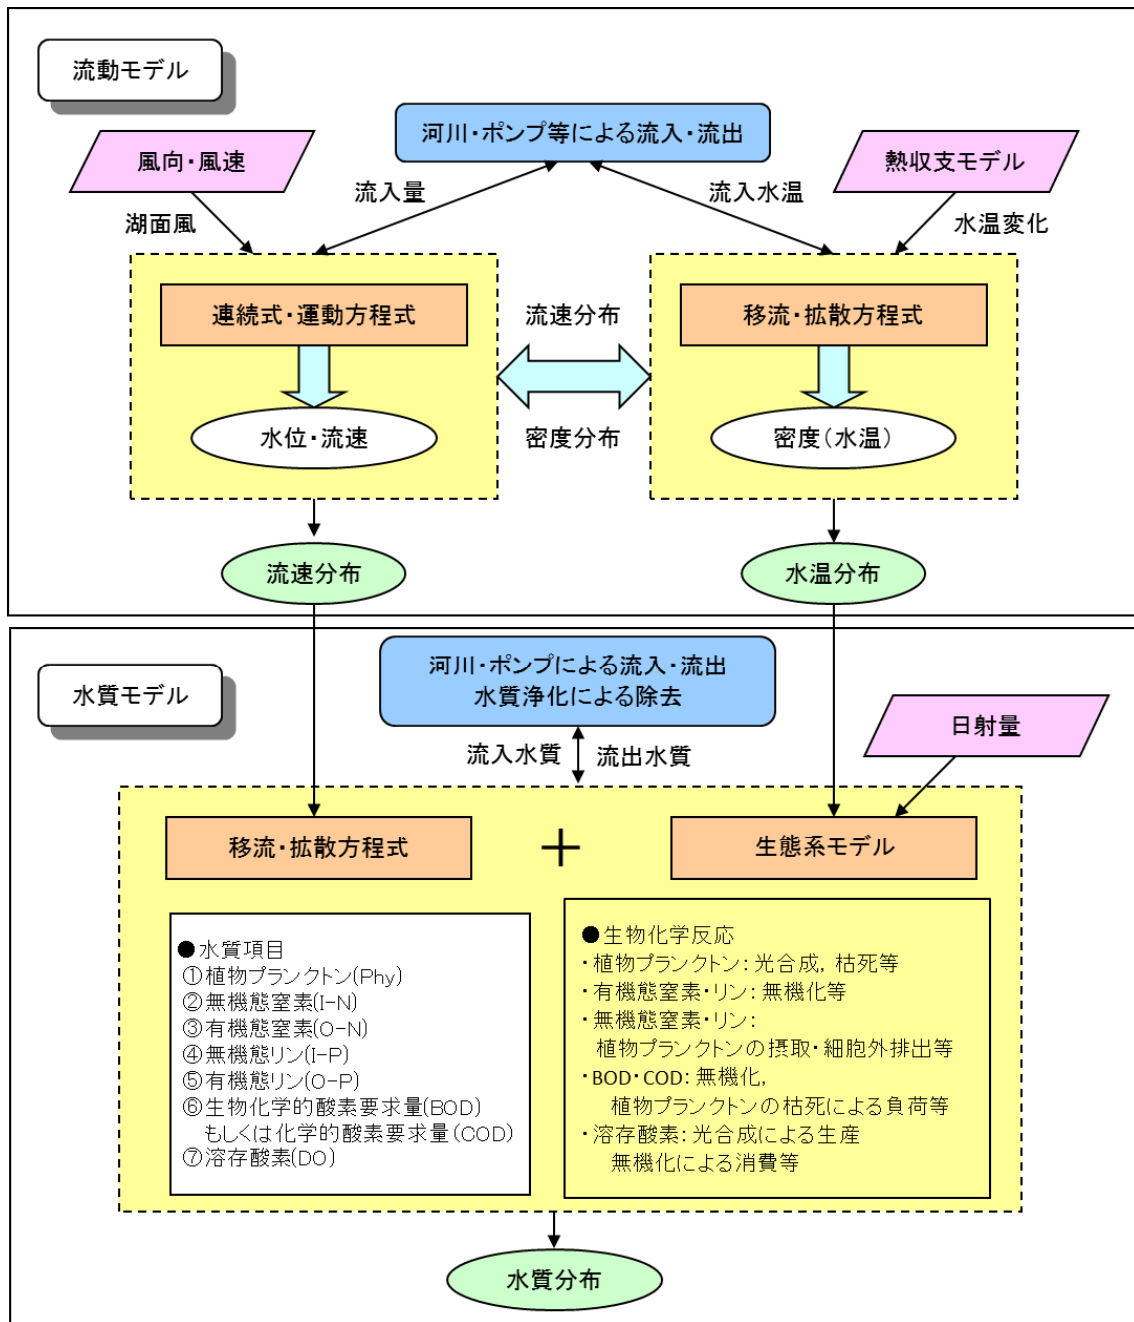 流動モデル
河川・ポンプ等による流入・流出
風向・風速
熱収支モデル
流入量
流入水温
湖面風
水温変化
連続式・運動方程式
流速分布
移流・拡散方程式
水位・流速
密度分布
密度(水温)
流速分布
水温分布
水質モデル
河川・ポンプによる流入・流出
水質浄化による除去
日射量
流入水質
流出水質
移流・拡散方程式
+
生態系モデル
●水質項目
①植物プランクトン(Phy)
②無機態窒素(I-N)
③有機態窒素(O-N)
④無機態リン(I-P)
⑤有機態リン(O-P)
⑥生物化学的酸素要求量(BOD)
もしくは化学的酸素要求量(COD)
⑦溶存酸素(DO)
●生物化学反応
・植物プランクトン:光合成,枯死等
・有機態窒素・リン:無機化等
・無機態窒素・リン:
植物プランクトンの摂取・細胞外排出等
・BOD・COD:無機化,
植物プランクトンの枯死による負荷等
・溶存酸素:光合成による生産
無機化による消費等
水質分布